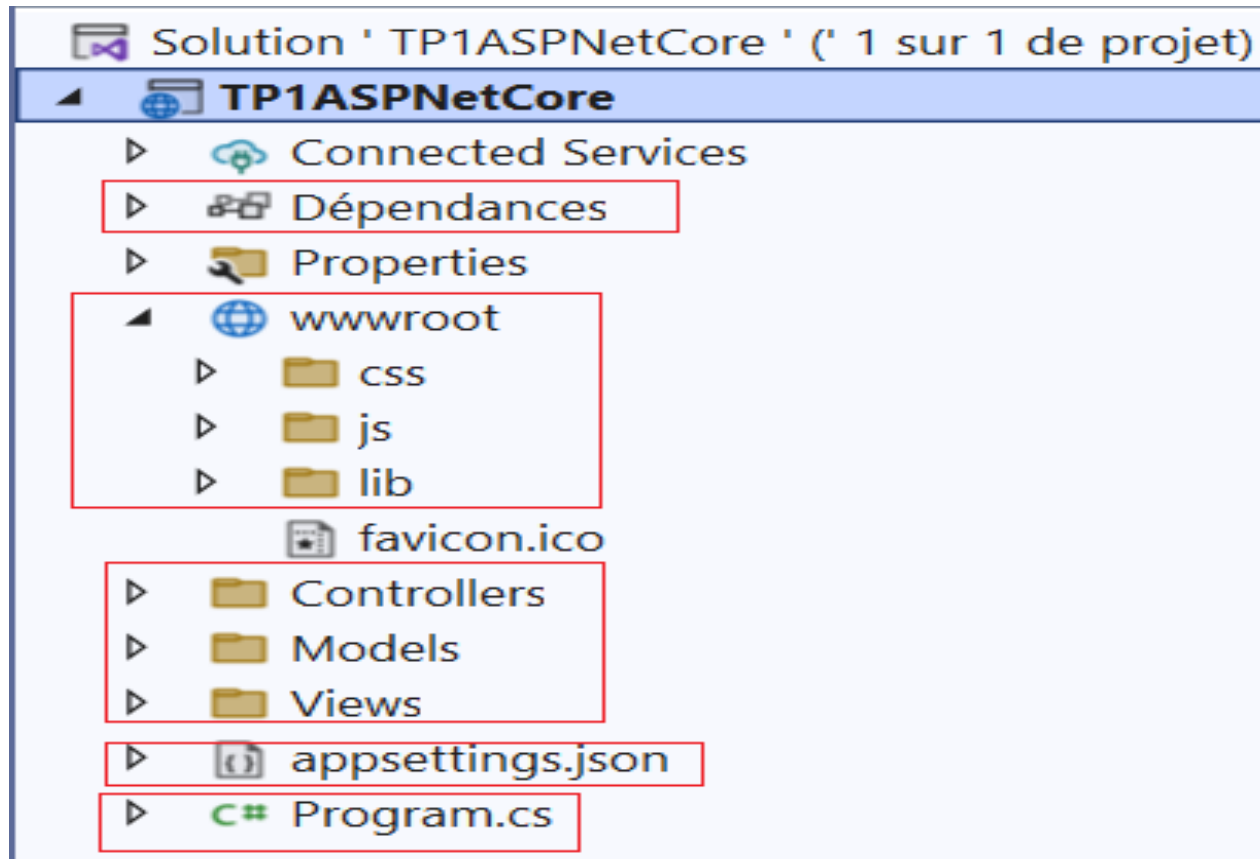 Solution ' TP1ASPNetCore ' (' 1 sur 1 de projet)
TP1ASPNetCore
Connected Services
Dépendances
Properties
wwwroot
css
js
lib
favicon.ico
Controllers
Models
Views
appsettings.json
C# Program.cs